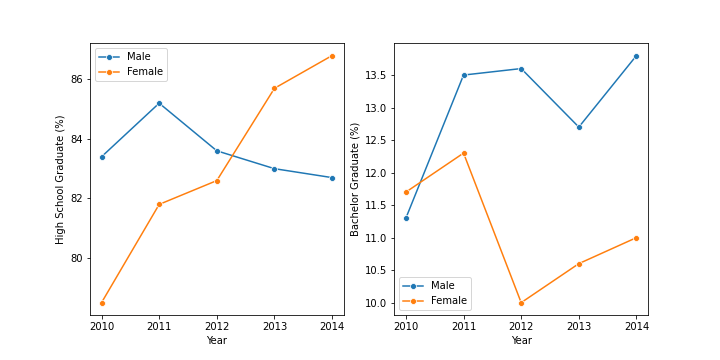 High School Graduate (%)
86
84
82
80
Male
Female
2010 2011 2012 2013 2014
Year
Bachelor Graduate (%)
13.5
13.0
12.5
12.0
11.5
11.0
10.5
10.0
Male
Female
2010 2011 2012 2013 2014
Year